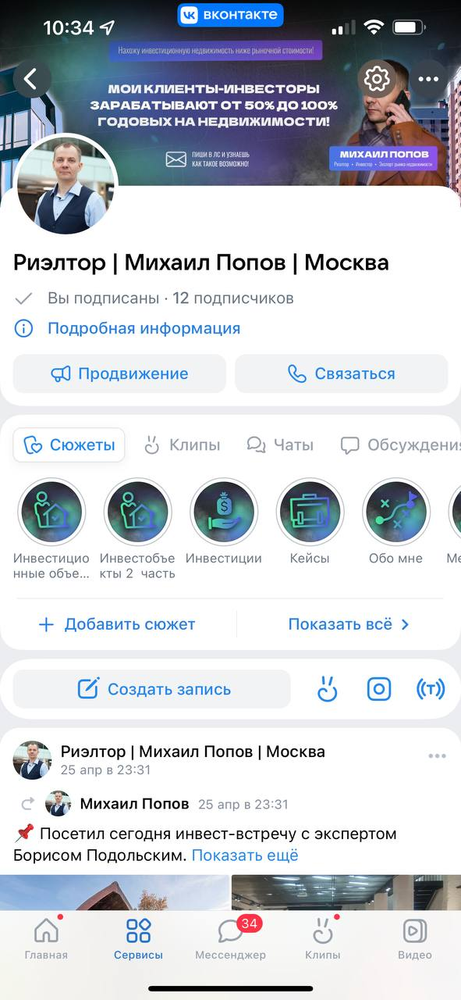 10:34
вконтакте
Нахожу инвестиционную недвижимость ниже рыночной стоимости!
МОИ КЛИЕНТЫ-ИНВЕСТОРЫ
ЗАРАБАТЫВАЮТ ОТ 50% ДО 100%
ГОДОВЫХ НА НЕДВИЖИМОСТИ!
ПИШИ В ЛС И УЗНАЕШЬ
КАК ТАКОЕ ВОЗМОЖНО!
МИХАИЛ ПОПОВ
Риэлтор • Инвестор • Эксперт рынка недвижимости
Риэлтор | Михаил Попов | Москва
Вы подписаны · 12 подписчиков
Подробная информация
Продвижение
Связаться
Сюжеты
Клипы
Чаты
Обсуждения
Инвестицио
нные объе...
Инвестобъе
кты 2 часть
Инвестиции
Кейсы
Обо мне
Ме
Добавить сюжет
Показать всё
Создать запись
Риэлтор | Михаил Попов | Москва
25 апр в 23:31
Михаил Попов 25 апр в 23:31
📌 Посетил сегодня инвест-встречу с экспертом
Борисом Подольским. Показать ещё
34
Главная
Сервисы
Мессенджер
Клипы
Видео